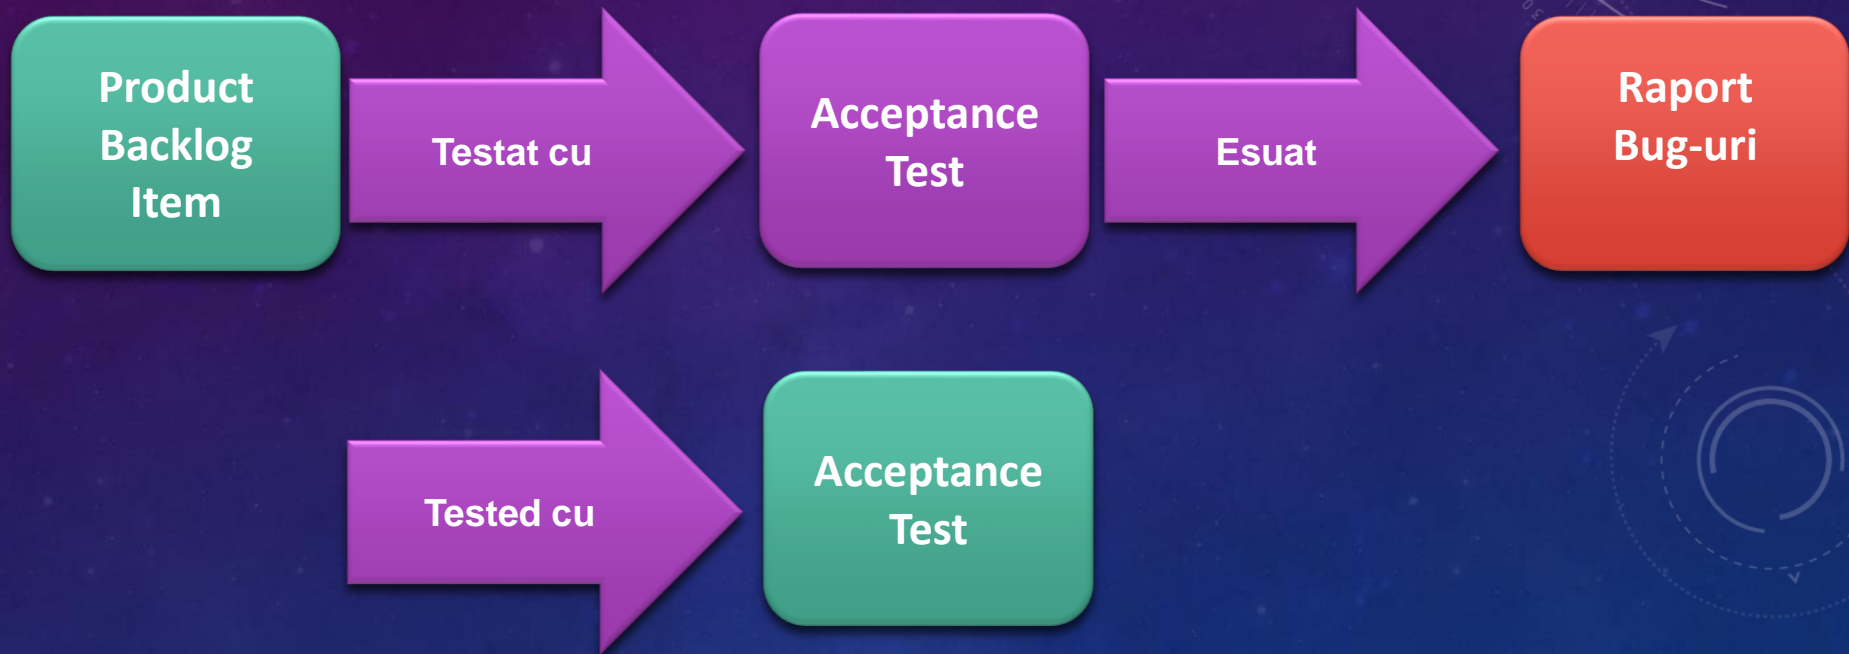 Product
Backlog
Item
Testat cu
Acceptance
Test
Esuat
Raport
Bug-uri
Tested cu
Acceptance
Test